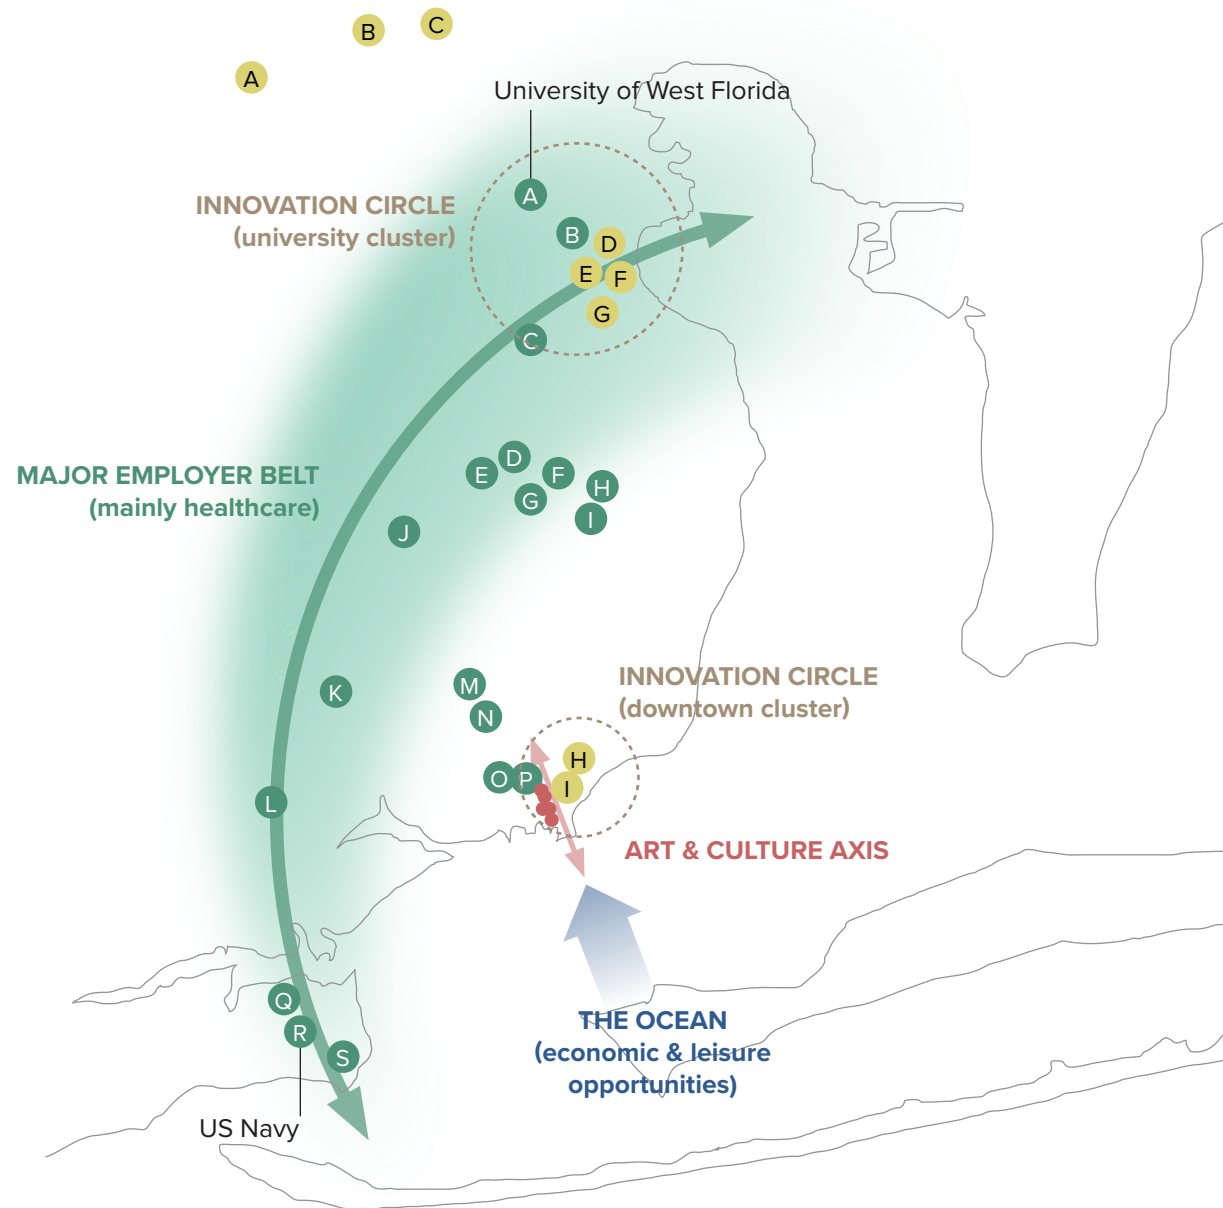 B
C
A
University of West Florida
A
INNOVATION CIRCLE
(university cluster)
B
D
E
F
G
C
MAJOR EMPLOYER BELT
(mainly healthcare)
D
E
F
G
H
I
J
K
M
N
INNOVATION CIRCLE
(downtown cluster)
H
O
P
I
L
ART & CULTURE AXIS
Q
R
S
THE OCEAN
(economic & leisure
opportunities)
US Navy